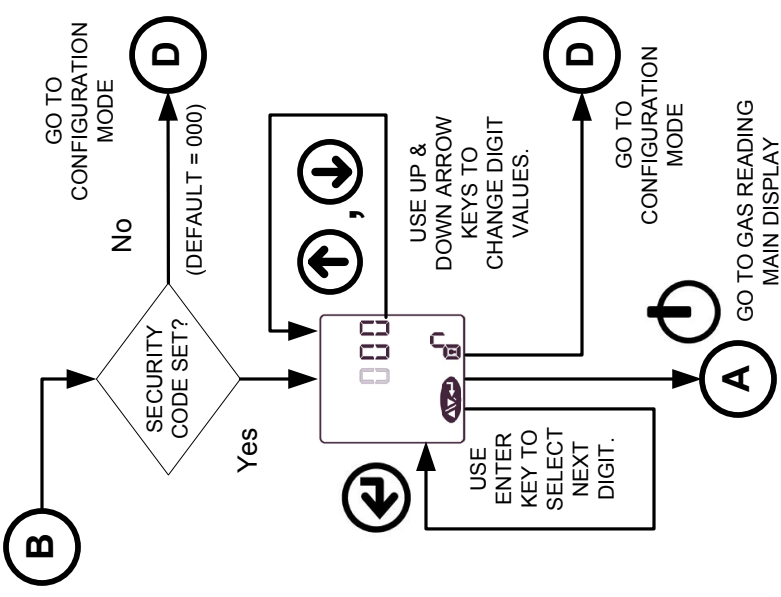 B
SECURITY
CODE SET?
No
(DEFAULT = 000)
GO TO
CONFIGURATION
MODE
D
Yes
000
USE UP &
DOWN ARROW
KEYS TO
CHANGE DIGIT
VALUES.
,
USE
ENTER
KEY TO
SELECT
NEXT
DIGIT.
GO TO
CONFIGURATION
MODE
D
A
GO TO GAS READING
MAIN DISPLAY